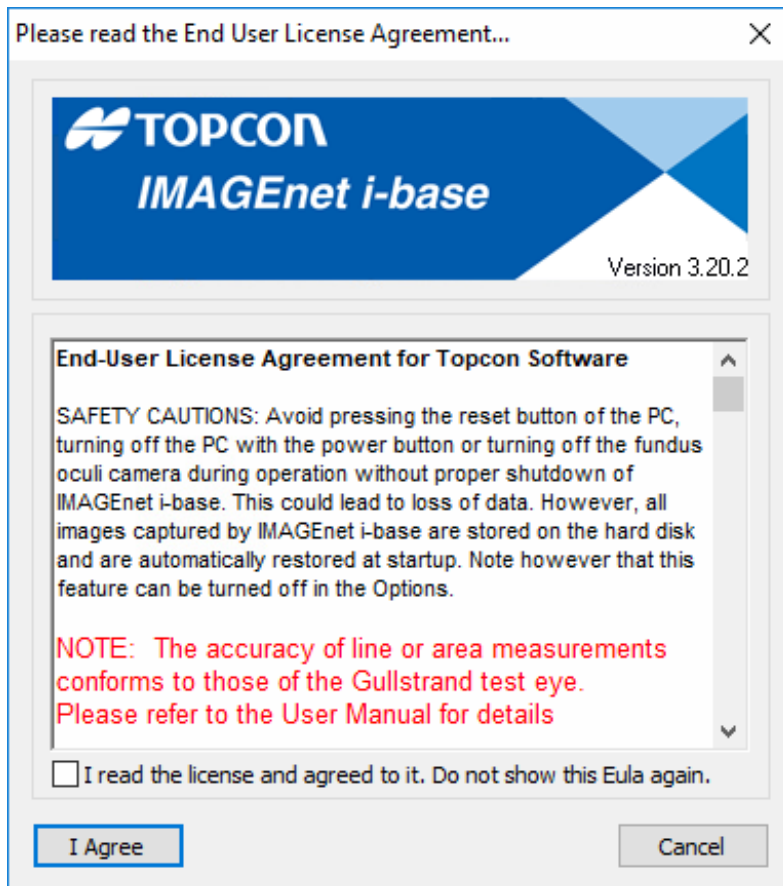 Please read the End User License Agreement...
TOPCON
IMAGEnet i-base
Version 3.20.2
End-User License Agreement for Topcon Software
SAFETY CAUTIONS: Avoid pressing the reset button of the PC,
turning off the PC with the power button or turning off the fundus
oculi camera during operation without proper shutdown of
IMAGEnet i-base. This could lead to loss of data. However, all
images captured by IMAGEnet i-base are stored on the hard disk
and are automatically restored at startup. Note however that this
feature can be turned off in the Options.
NOTE: The accuracy of line or area measurements
conforms to those of the Gullstrand test eye.
Please refer to the User Manual for details
I read the license and agreed to it. Do not show this Eula again.
I Agree
Cancel